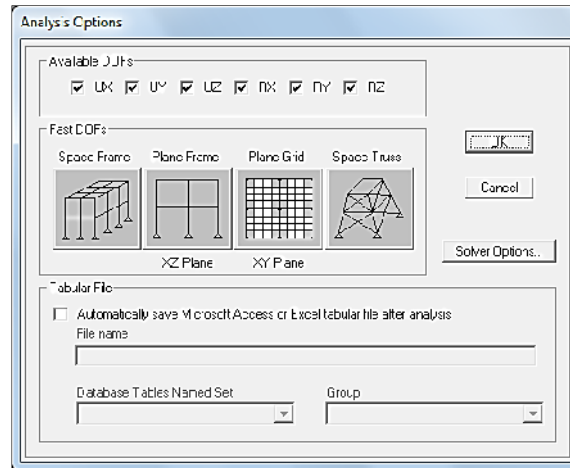 Analysis Options
Available DOFs
UX UY UZ RX RY RZ
Fast DOFs
Space Frame Plane Frame Plane Grid Space Truss
OK
Cancel
XZ Plane XY Plane
Solver Options..
Tabular File
Automatically save Microsoft Access or Excel tabular file after analysis
File name
Database Tables Named Set Group